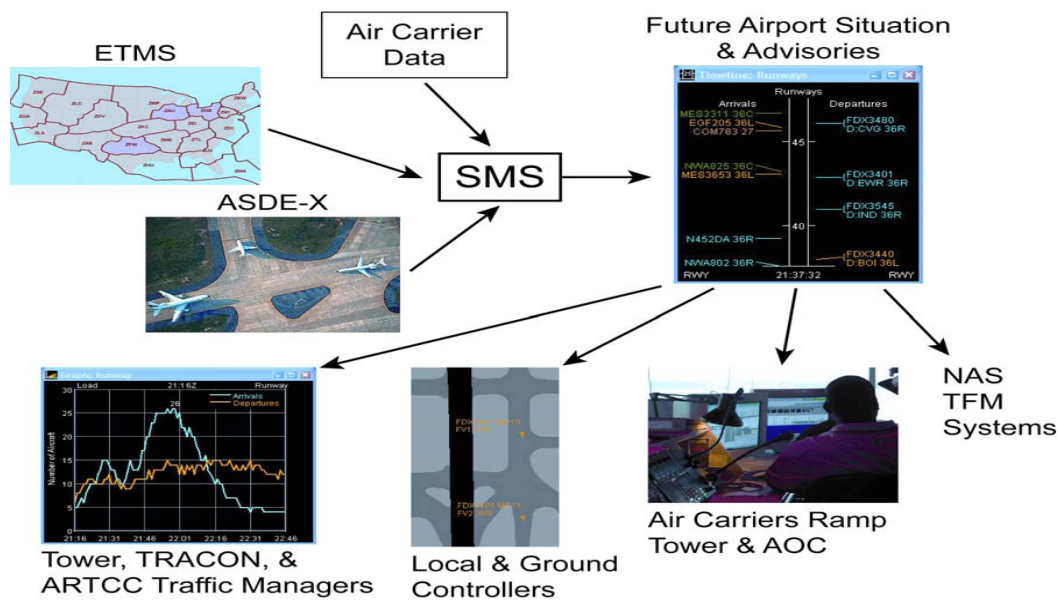 ETMS
Air Carrier
Data
Future Airport Situation
& Advisories
ASDE-X
SMS
Timeline: Runways
Runways
Arrivals
Departures
MES3311 36C
EGF205 36L
COM783 27
NWA825 36C
MES3653 36L
N452DA 36R
NWA802 36R
45
40
FDX3480
D:CVG 36R
FDX3401
D:EWR 36R
FDX3545
D:IND 36R
FDX3440
D:BOI 36L
RWY
21:37:32
RWY
Graph: Runway
Load
21:16Z
Runway
Arrivals
Departures
26
Number of Aircraft
30
25
20
15
10
5
0
21:16 21:31 21:46 22:01 22:16 22:31 22:46
Tower, TRACON, &
ARTCC Traffic Managers
Local & Ground
Controllers
Air Carriers Ramp
Tower & AOC
NAS
TFM
Systems